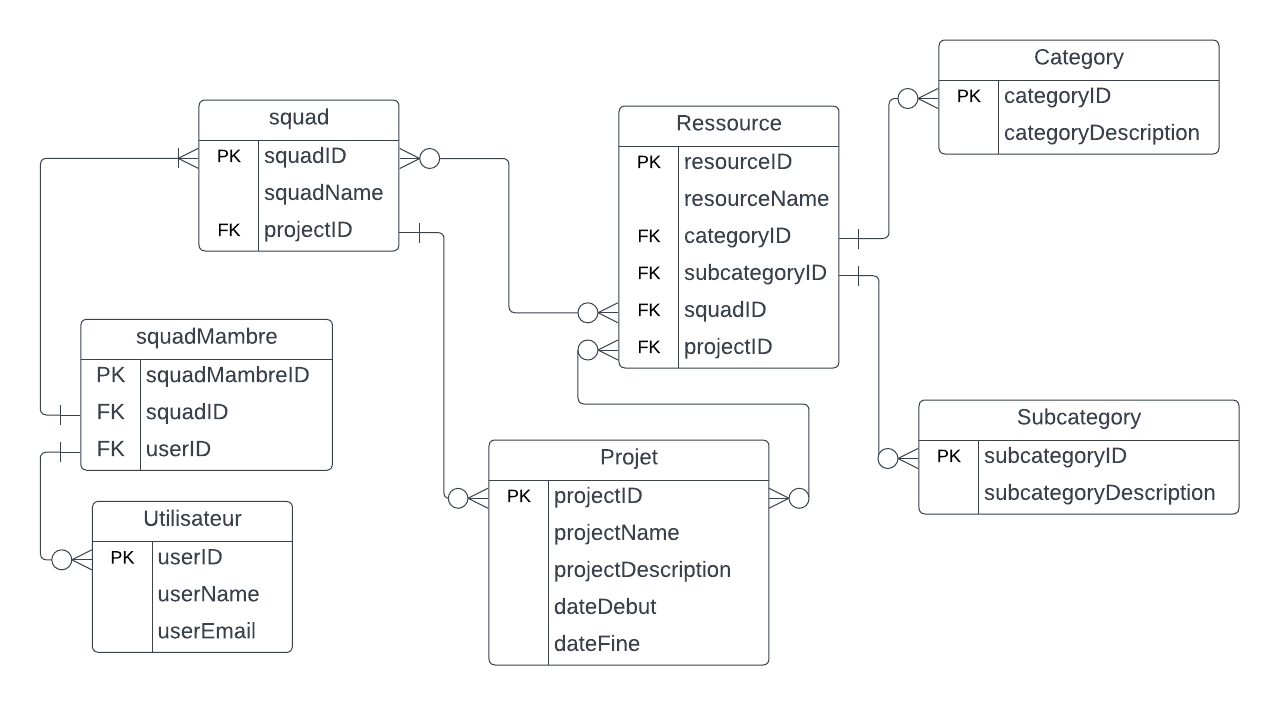 squad
PK squadID
squadName
FK projectID
squadMambre
PK squadMambreID
FK squadID
FK userID
Utilisateur
PK userID
userName
userEmail
Ressource
PK resourceID
resourceName
FK categoryID
FK subcategoryID
FK squadID
FK projectID
Projet
PK projectID
projectName
projectDescription
dateDebut
dateFine
Category
PK categoryID
categoryDescription
Subcategory
PK subcategoryID
subcategoryDescription